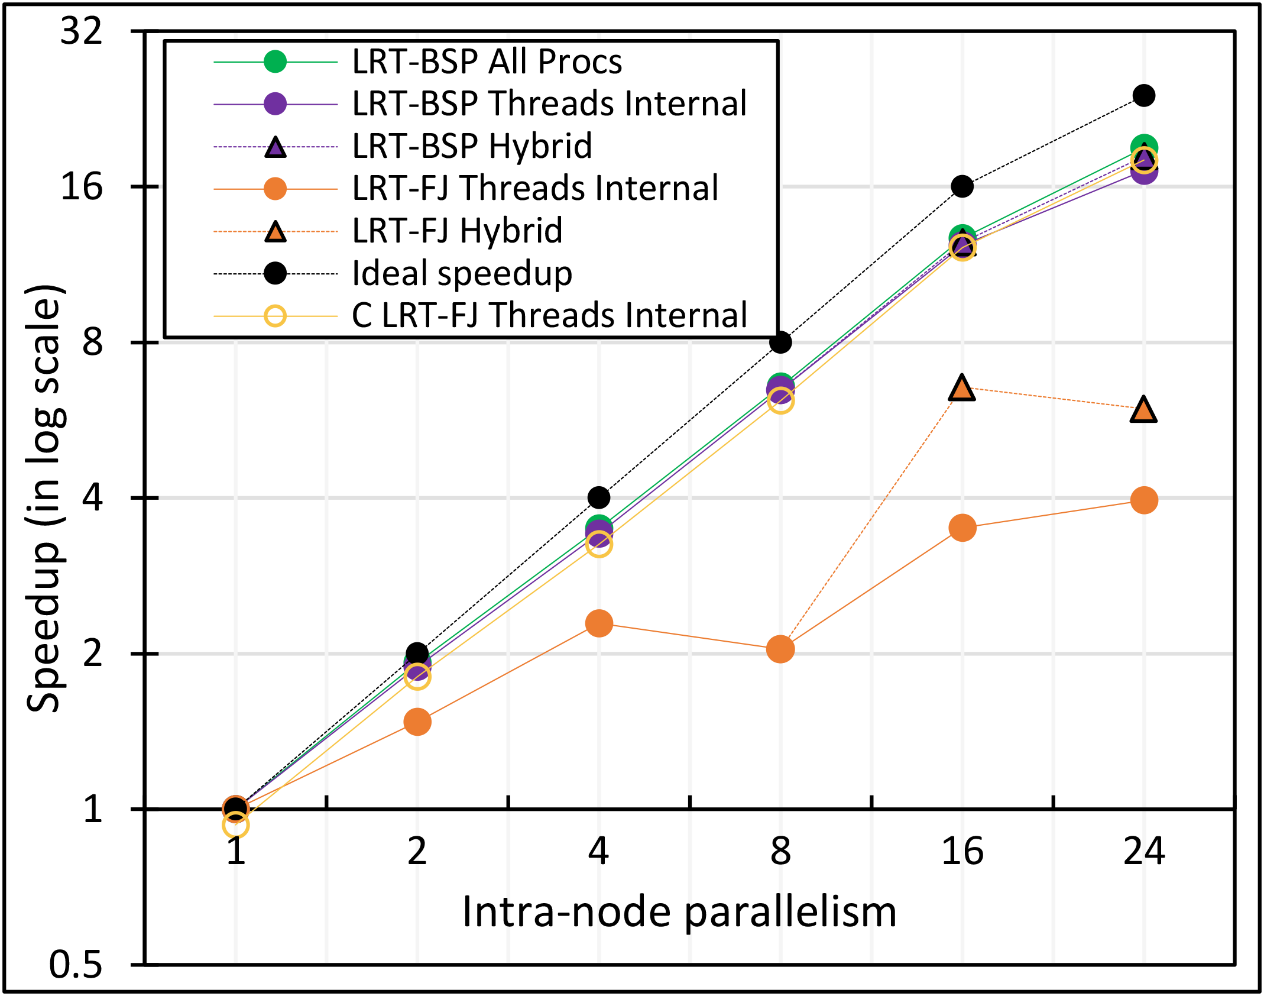 32
16
8
4
2
1
0.5
Speedup (in log scale)
LRT-BSP All Procs
LRT-BSP Threads Internal
LRT-BSP Hybrid
LRT-FJ Threads Internal
LRT-FJ Hybrid
Ideal speedup
C LRT-FJ Threads Internal
1 2 4 8 16 24
Intra-node parallelism